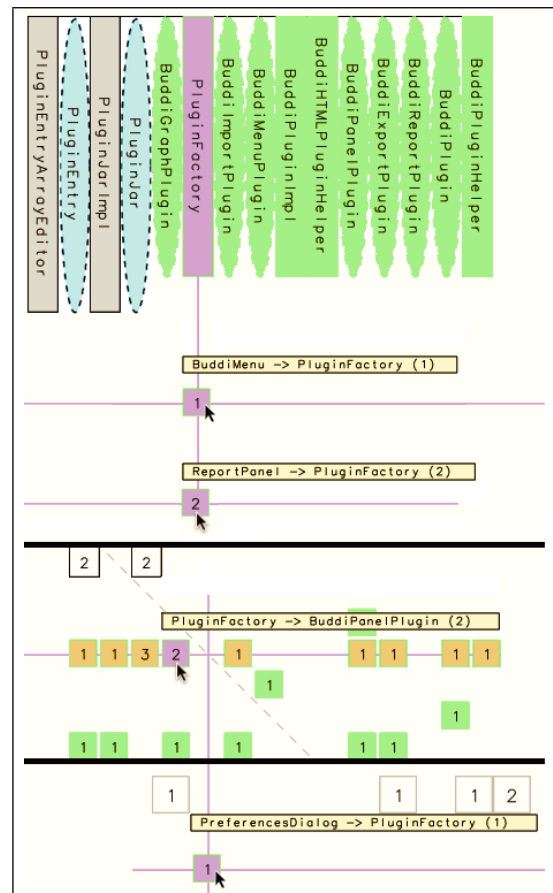 PluginEntryArrayEditor
PluginEntry
PluginJarImpl
PluginJar
BuddiGraphPlugin
PluginFactory
BuddiImportPlugin
BuddiMenuPlugin
BuddiPluginImpl
BuddiHTMLPluginHelper
BuddiPanelPlugin
BuddiExportPlugin
BuddiReportPlugin
BuddiPlugin
BuddiPluginHelper
BuddiMenu -> PluginFactory (1)
1
ReportPanel -> PluginFactory (2)
2
2 2
PluginFactory -> BuddiPanelPlugin (2)
1 1 3 2 1 1 1 1 1
1
1
1 1 1 1 1 1
1 1 1 2
PreferencesDialog -> PluginFactory (1)
1